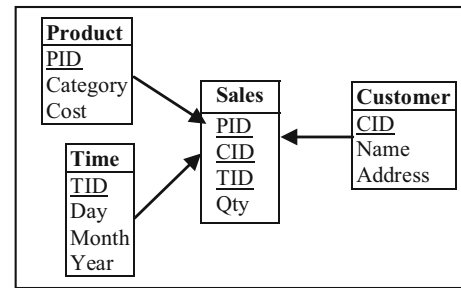 Product
PID
Category
Cost
Time
TID
Day
Month
Year
Sales
PID
CID
TID
Qty
Customer
CID
Name
Address